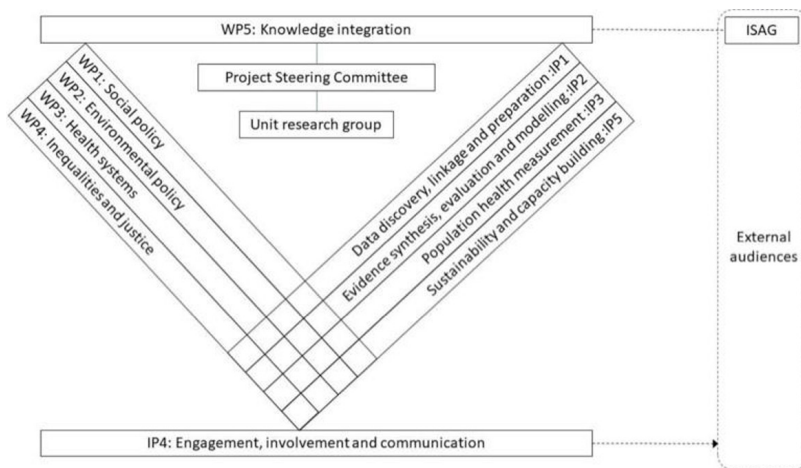 WP5: Knowledge integration
ISAG
Project Steering Committee
Unit research group
WP1: Social policy
WP2: Environmental policy
WP3: Health systems
WP4: Inequalities and justice
Data discovery, linkage and preparation :IP1
Evidence synthesis, evaluation and modelling :IP2
Population health measurement :IP3
Sustainability and capacity building :IP5
External
audiences
IP4: Engagement, involvement and communication